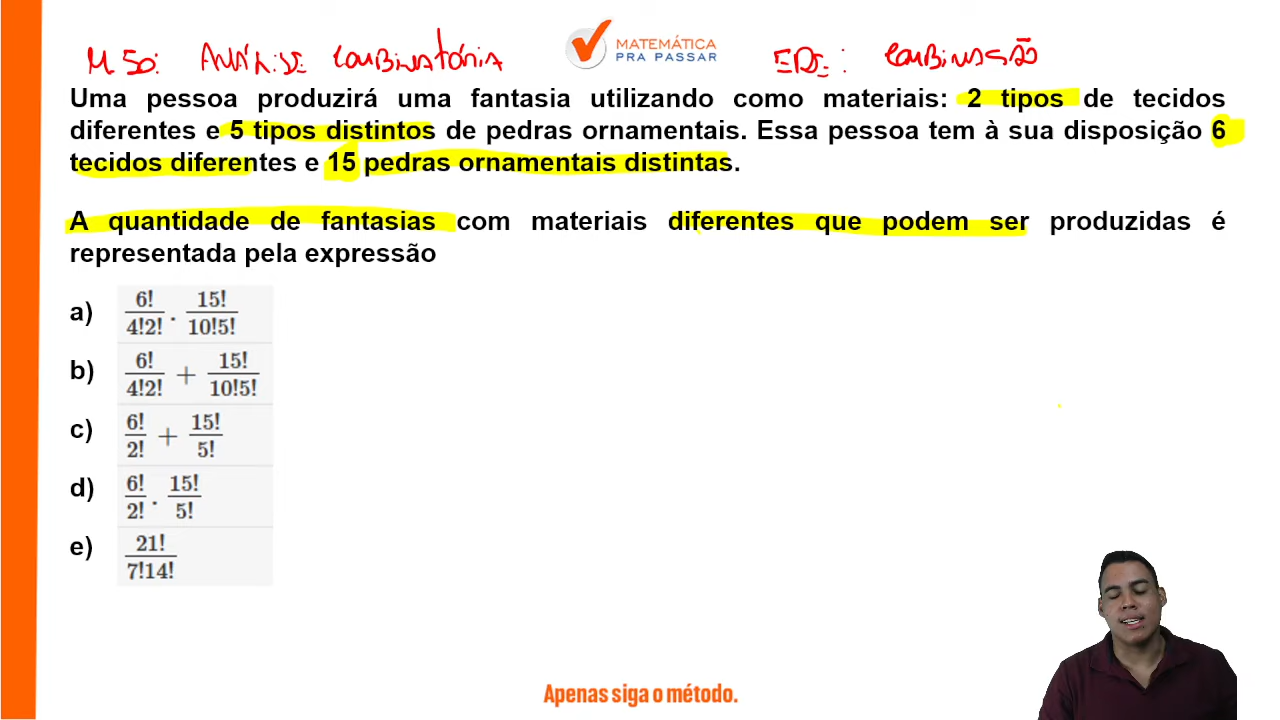 M50: ANÁLISE COMBINATÓRIA
MATEMÁTICA
PRA PASSAR
EDE: COMBINAÇÃO
Uma pessoa produzirá uma fantasia utilizando como materiais: 2 tipos de tecidos
diferentes e 5 tipos distintos de pedras ornamentais. Essa pessoa tem à sua disposição 6
tecidos diferentes e 15 pedras ornamentais distintas.
A quantidade de fantasias com materiais diferentes que podem ser produzidas é
representada pela expressão
a) 6!/4!2! . 15!/10!5!
b) 6!/4!2! + 15!/10!5!
c) 6!/2! + 15!/5!
d) 6!/2! . 15!/5!
e) 21!/7!14!
Apenas siga o método.